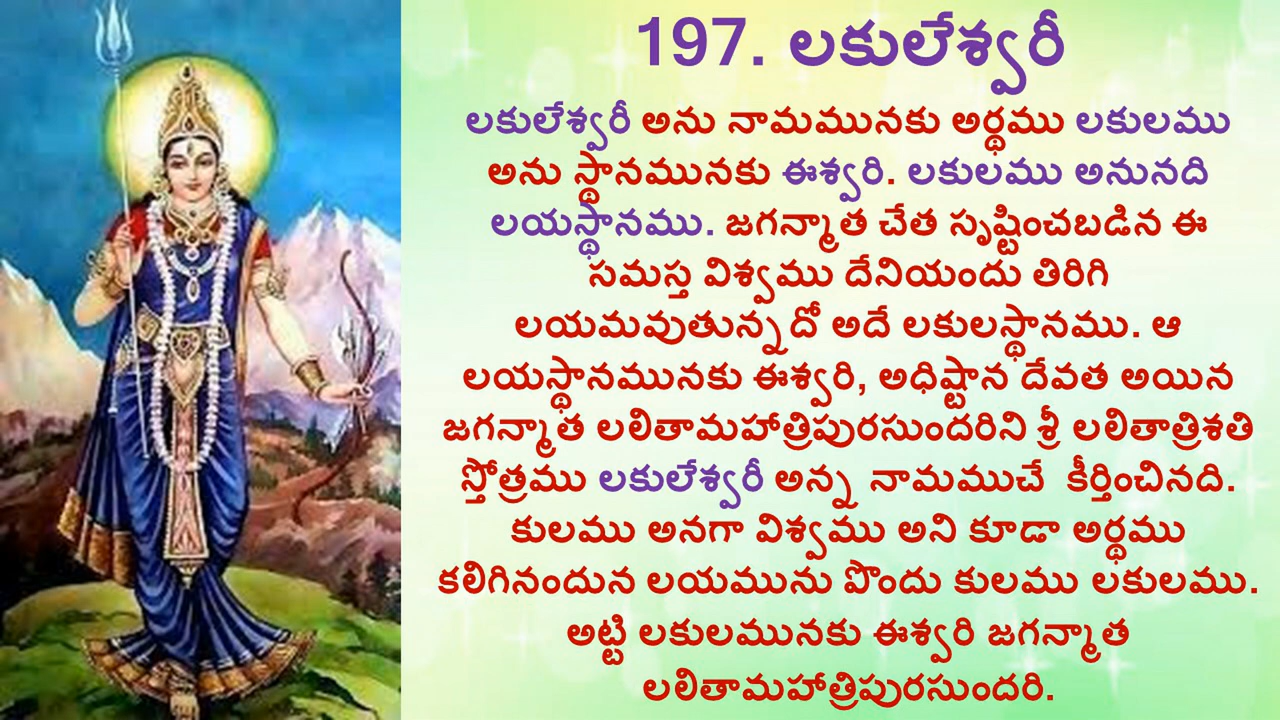 197. లకులేశ్వరీ
లకులేశ్వరీ అను నామమునకు అర్థము లకులము
అను స్థానమునకు ఈశ్వరి. లకులము అనునది
లయస్థానము. జగన్మాత చేత సృష్టించబడిన ఈ
సమస్త విశ్వము దేనియందు తిరిగి
లయమవుతున్నదో అదే లకులస్థానము. ఆ
లయస్థానమునకు ఈశ్వరి, అధిష్టాన దేవత అయిన
జగన్మాత లలితామహాత్రిపురసుందరిని శ్రీ లలితాత్రిశతి
స్తోత్రము లకులేశ్వరీ అన్న నామముచే కీర్తించినది.
కులము అనగా విశ్వము అని కూడా అర్థము
కలిగినందున లయమును పొందు కులము లకులము.
అట్టి లకులమునకు ఈశ్వరి జగన్మాత
లలితామహాత్రిపురసుందరి.